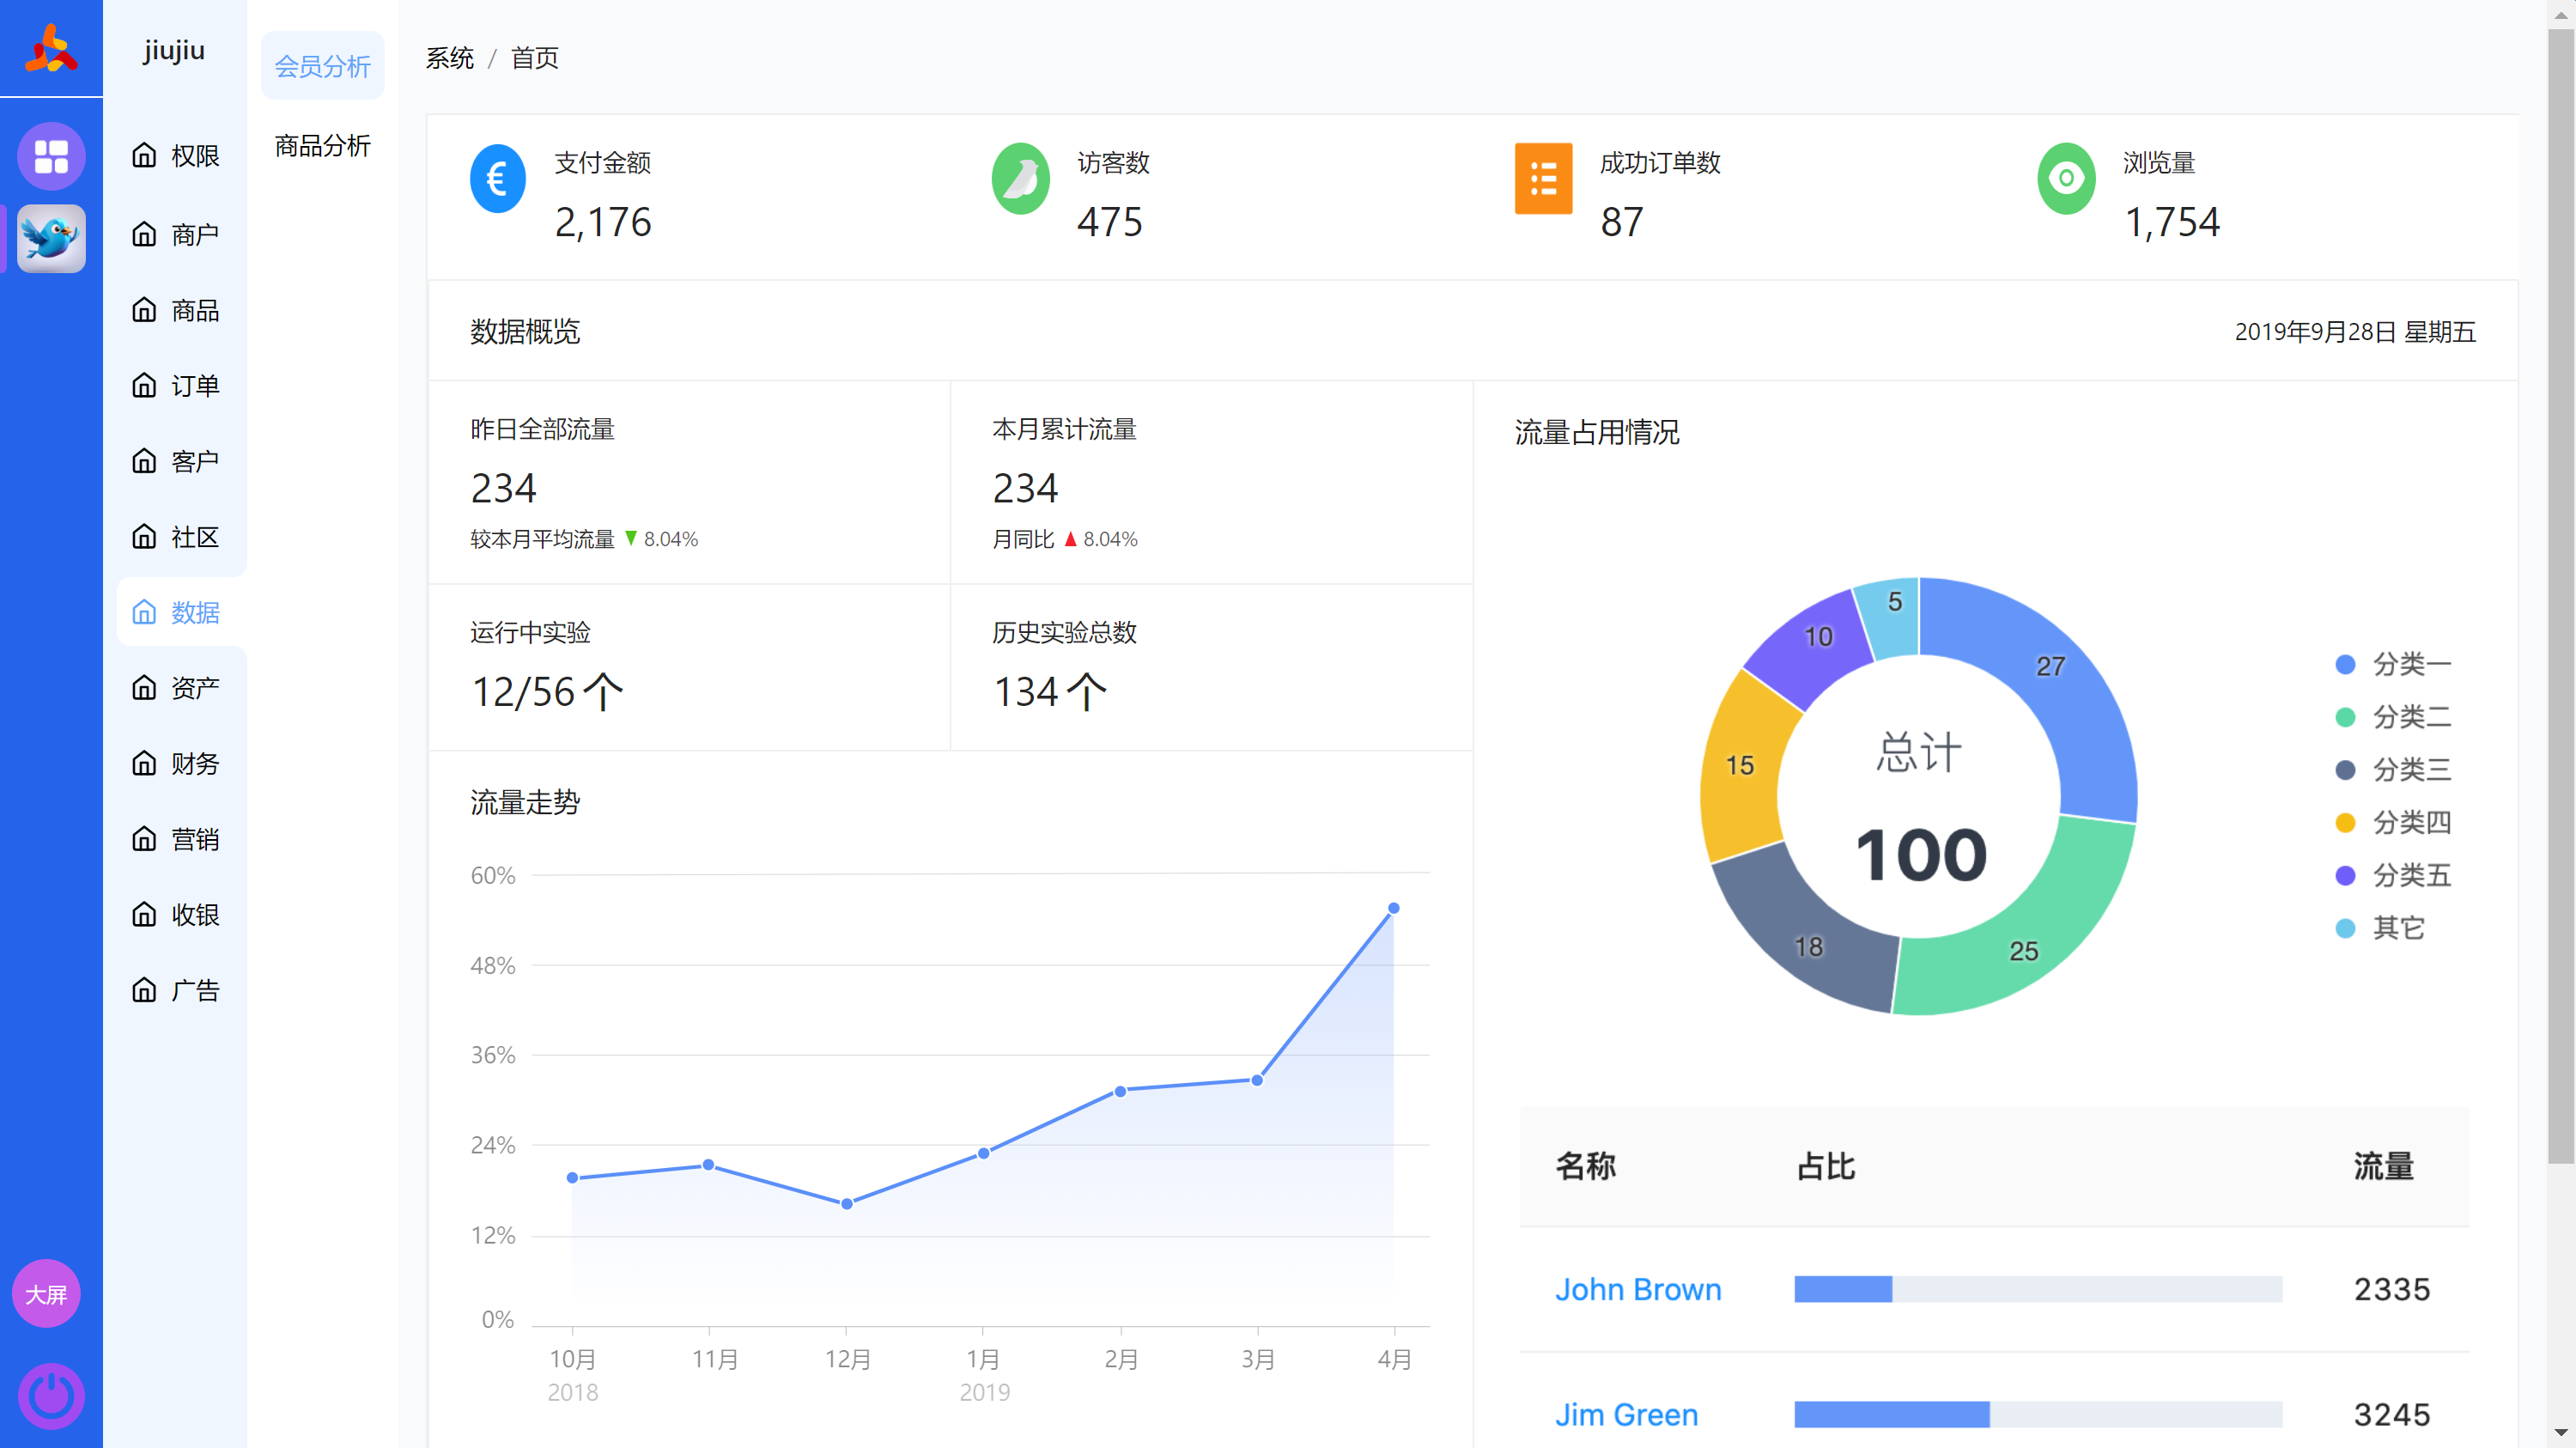 jiujiu
权限
商户
商品
订单
客户
社区
数据
资产
财务
营销
收银
广告
大屏
会员分析
商品分析
系统 / 首页
支付金额
2,176
访客数
475
成功订单数
87
浏览量
1,754
数据概览
2019年9月28日 星期五
昨日全部流量
234
较本月平均流量 8.04%
本月累计流量
234
月同比 8.04%
运行中实验
12/56个
历史实验总数
134个
流量走势
60%
48%
36%
24%
12%
0%
10月
11月
12月
1月
2月
3月
4月
2018
2019
流量占用情况
5
10
27
15
18
25
总计
100
分类一
分类二
分类三
分类四
分类五
其它
名称 占比 流量
John Brown 2335
Jim Green 3245